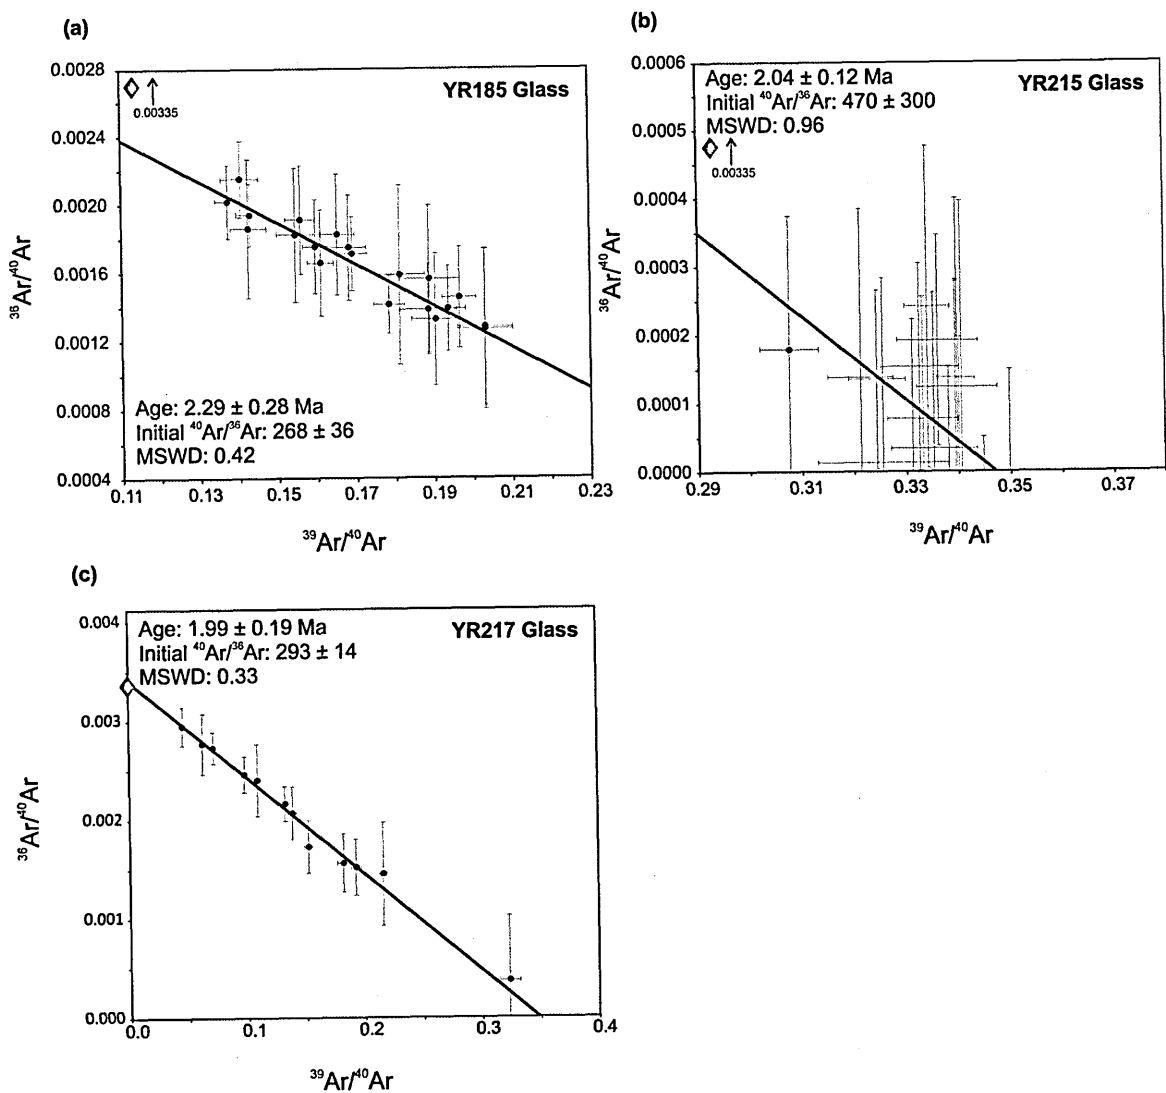 (a)
YR185 Glass
0.00335
0.0028
0.0024
0.0020
0.0016
0.0012
0.0008
0.0004
³⁶Ar/⁴⁰Ar
Age: 2.29 ± 0.28 Ma
Initial ⁴⁰Ar/³⁶Ar: 268 ± 36
MSWD: 0.42
0.11 0.13 0.15 0.17 0.19 0.21 0.23
³⁹Ar/⁴⁰Ar
(b)
Age: 2.04 ± 0.12 Ma
Initial ⁴⁰Ar/³⁶Ar: 470 ± 300
MSWD: 0.96
YR215 Glass
0.00335
0.0006
0.0005
0.0004
0.0003
0.0002
0.0001
0.0000
³⁶Ar/⁴⁰Ar
0.29 0.31 0.33 0.35 0.37
³⁹Ar/⁴⁰Ar
(c)
Age: 1.99 ± 0.19 Ma
Initial ⁴⁰Ar/³⁶Ar: 293 ± 14
MSWD: 0.33
YR217 Glass
0.004
0.003
0.002
0.001
0.000
³⁶Ar/⁴⁰Ar
0.0 0.1 0.2 0.3 0.4
³⁹Ar/⁴⁰Ar